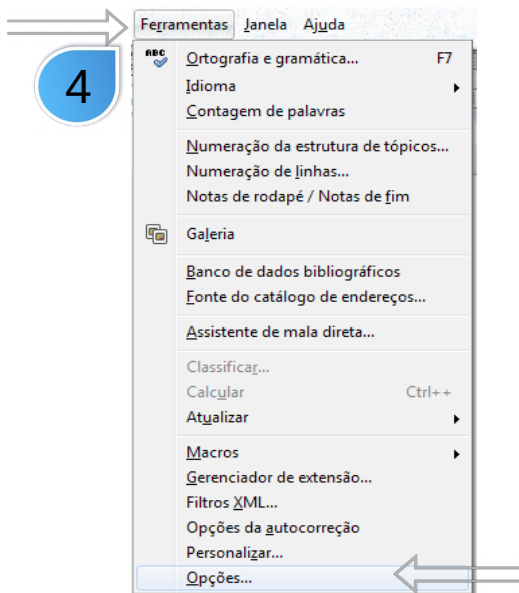 Ferramentas Janela Ajuda
4
ABC
Ortografia e gramática... F7
Idioma
Contagem de palavras
Numeração da estrutura de tópicos...
Numeração de linhas...
Notas de rodapé / Notas de fim
Galeria
Banco de dados bibliográficos
Fonte do catálogo de endereços...
Assistente de mala direta...
Classificar...
Calcular Ctrl++
Atualizar
Macros
Gerenciador de extensão...
Filtros XML...
Opções da autocorreção
Personalizar...
Opções...